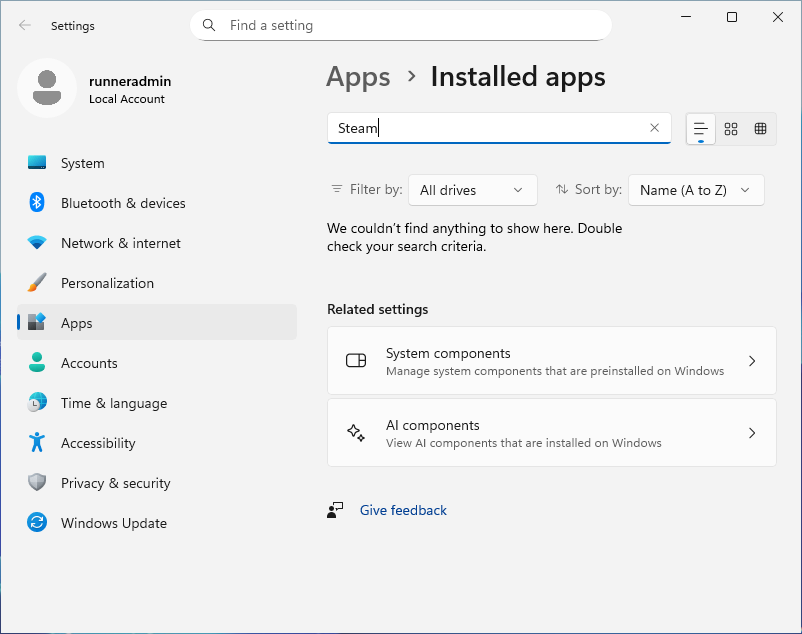 Settings
Find a setting
runneradmin
Local Account
System
Bluetooth & devices
Network & internet
Personalization
Apps
Accounts
Time & language
Accessibility
Privacy & security
Windows Update
Apps > Installed apps
Steam
Filter by: All drives Sort by: Name (A to Z)
We couldn't find anything to show here. Double
check your search criteria.
Related settings
System components
Manage system components that are preinstalled on Windows
AI components
View AI components that are installed on Windows
Give feedback